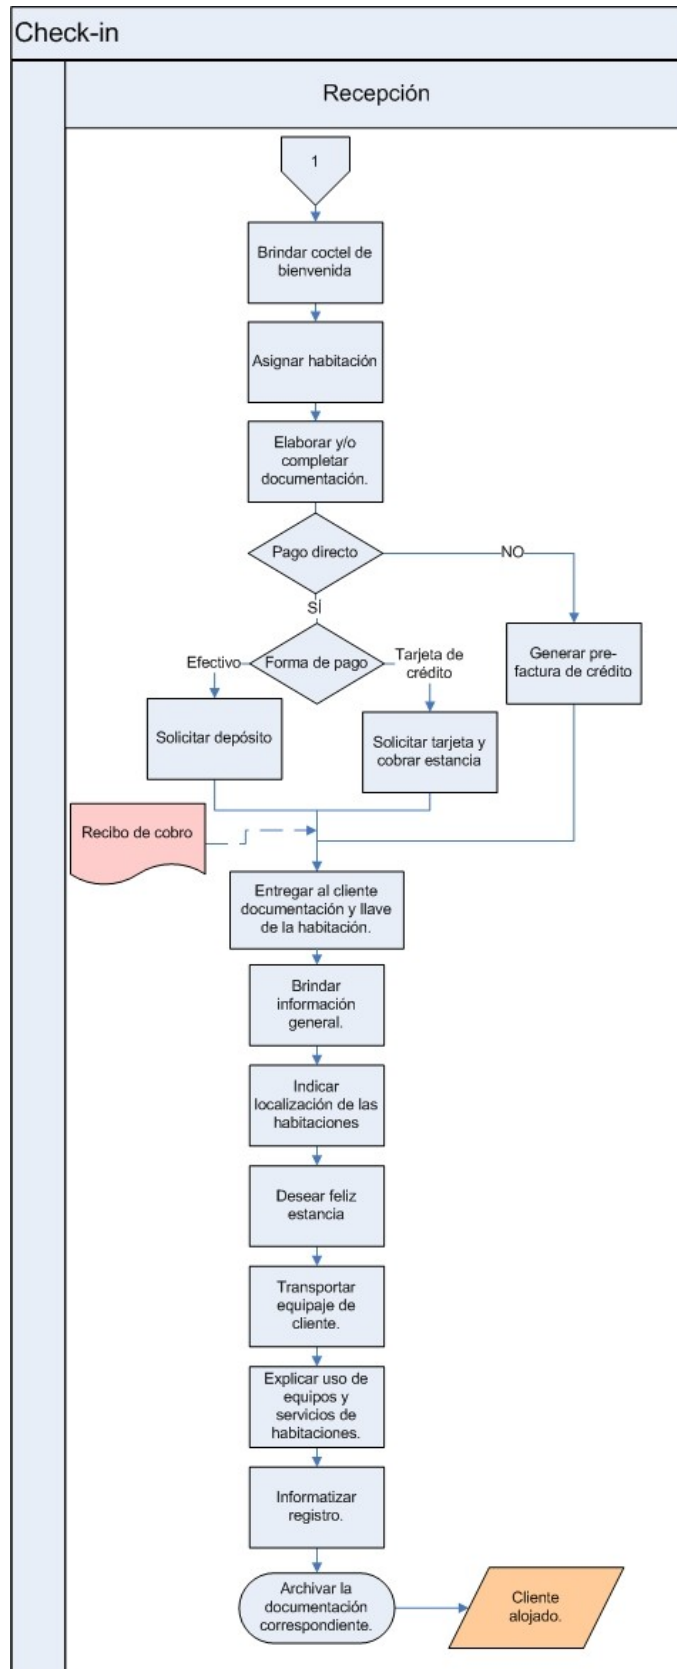 Check-in
Recepción
1
Brindar coctel de
bienvenida
Asignar habitación
Elaborar y/o
completar
documentación.
Pago directo
NO
SÍ
Generar pre-
factura de crédito
Efectivo
Forma de pago
Tarjeta de
crédito
Solicitar depósito
Solicitar tarjeta y
cobrar estancia
Recibo de cobro
Entregar al cliente
documentación y llave
de la habitación.
Brindar
información
general.
Indicar
localización de las
habitaciones
Desear feliz
estancia
Transportar
equipaje de
cliente.
Explicar uso de
equipos y
servicios de
habitaciones.
Informatizar
registro.
Archivar la
documentación
correspondiente.
Cliente
alojado.